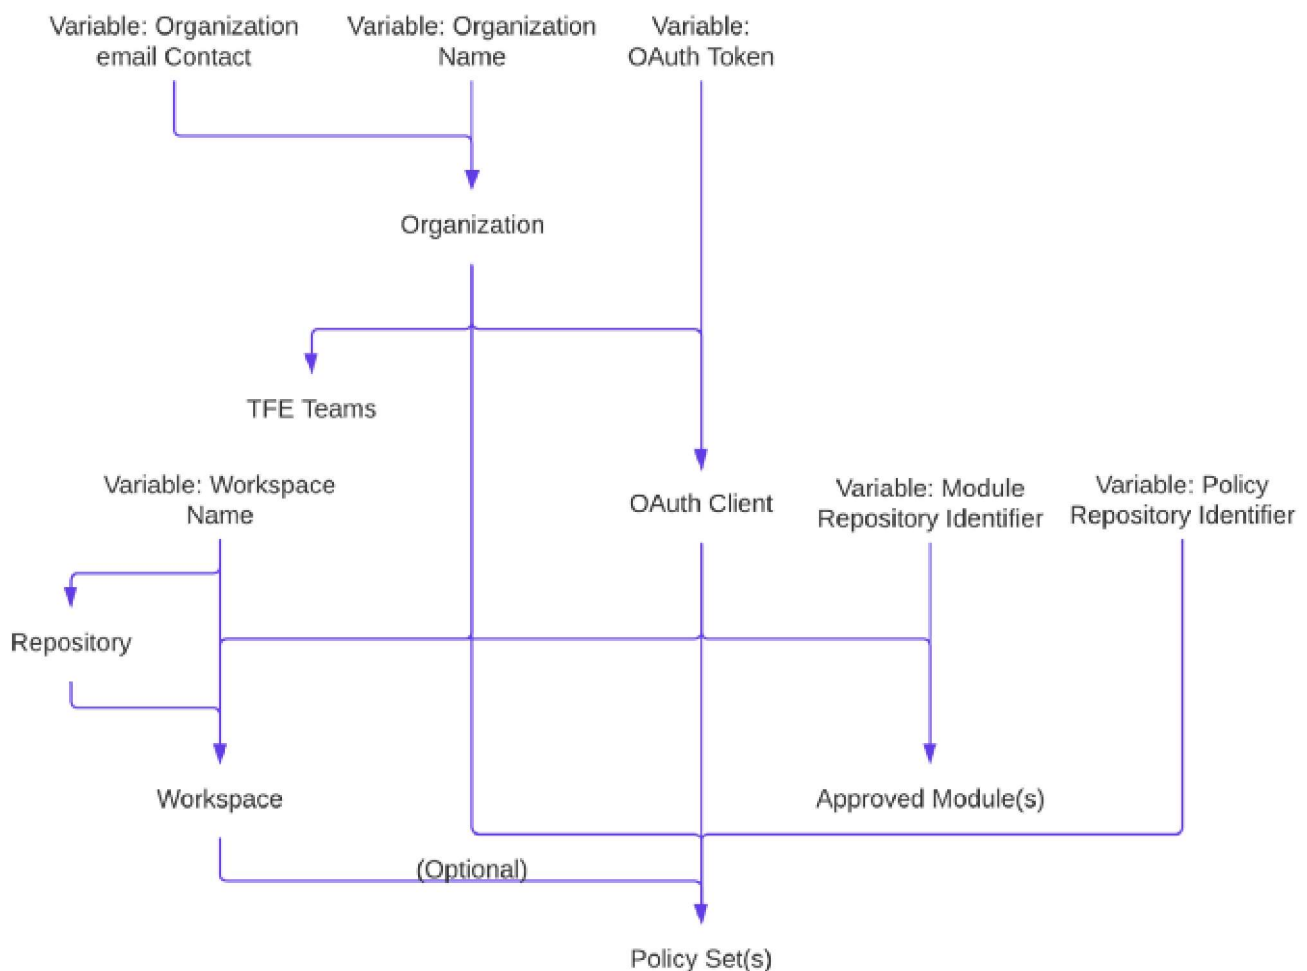 Variable: Organization
email Contact
Variable: Organization
Name
Variable:
OAuth Token
Organization
TFE Teams
Variable: Workspace
Name
OAuth Client
Variable: Module
Repository Identifier
Variable: Policy
Repository Identifier
Repository
Workspace
Approved Module(s)
(Optional)
Policy Set(s)